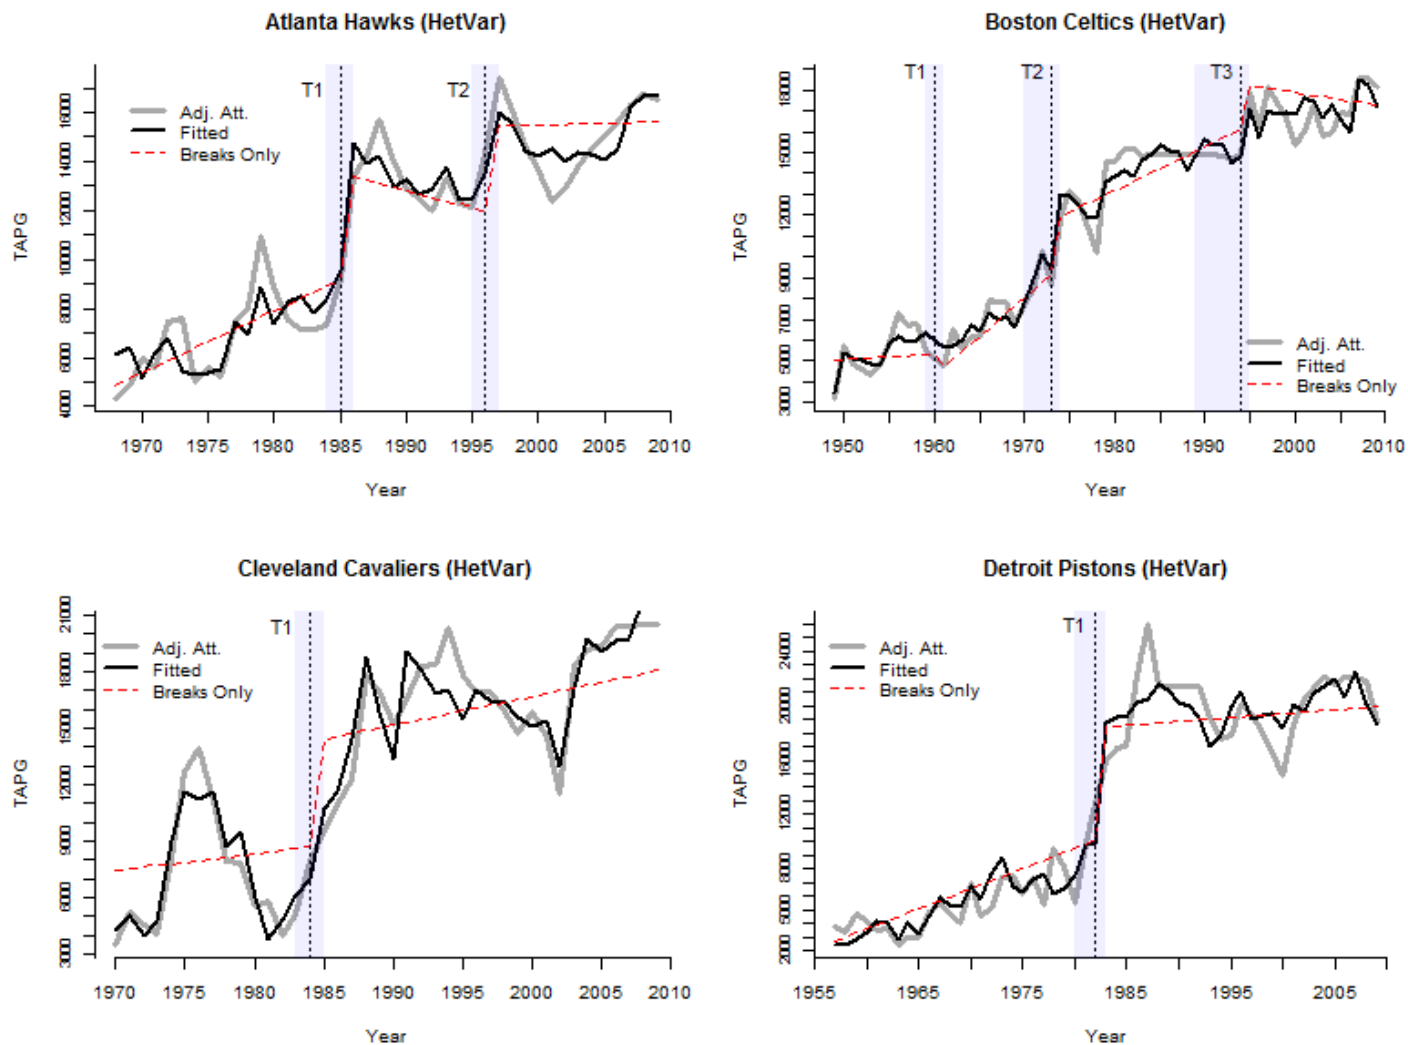 Atlanta Hawks (HetVar)
TAPG
4000 6000 8000 10000 12000 14000 16000
T1 T2
Adj. Att.
Fitted
Breaks Only
1970 1975 1980 1985 1990 1995 2000 2005 2010
Year
Boston Celtics (HetVar)
TAPG
3000 5000 7000 9000 12000 15000 18000
T1 T2 T3
Adj. Att.
Fitted
Breaks Only
1950 1960 1970 1980 1990 2000 2010
Year
Cleveland Cavaliers (HetVar)
TAPG
3000 6000 9000 12000 15000 18000 21000
T1
Adj. Att.
Fitted
Breaks Only
1970 1975 1980 1985 1990 1995 2000 2005 2010
Year
Detroit Pistons (HetVar)
TAPG
2000 5000 8000 12000 16000 20000 24000
T1
Adj. Att.
Fitted
Breaks Only
1955 1965 1975 1985 1995 2005
Year